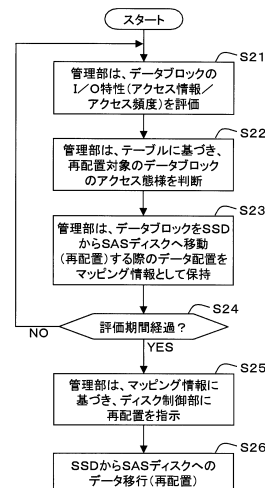 スタート
S21
管理部は、データブロックの
I/O特性(アクセス情報/
アクセス頻度)を評価
S22
管理部は、テーブルに基づき、
再配置対象のデータブロック
のアクセス態様を判断
S23
管理部は、データブロックをSSD
からSASディスクへ移動
(再配置)する際のデータ配置を
マッピング情報として保持
S24
評価期間経過?
NO
YES
S25
管理部は、マッピング情報に
基づき、ディスク制御部に
再配置を指示
S26
SSDからSASディスクへの
データ移行(再配置)